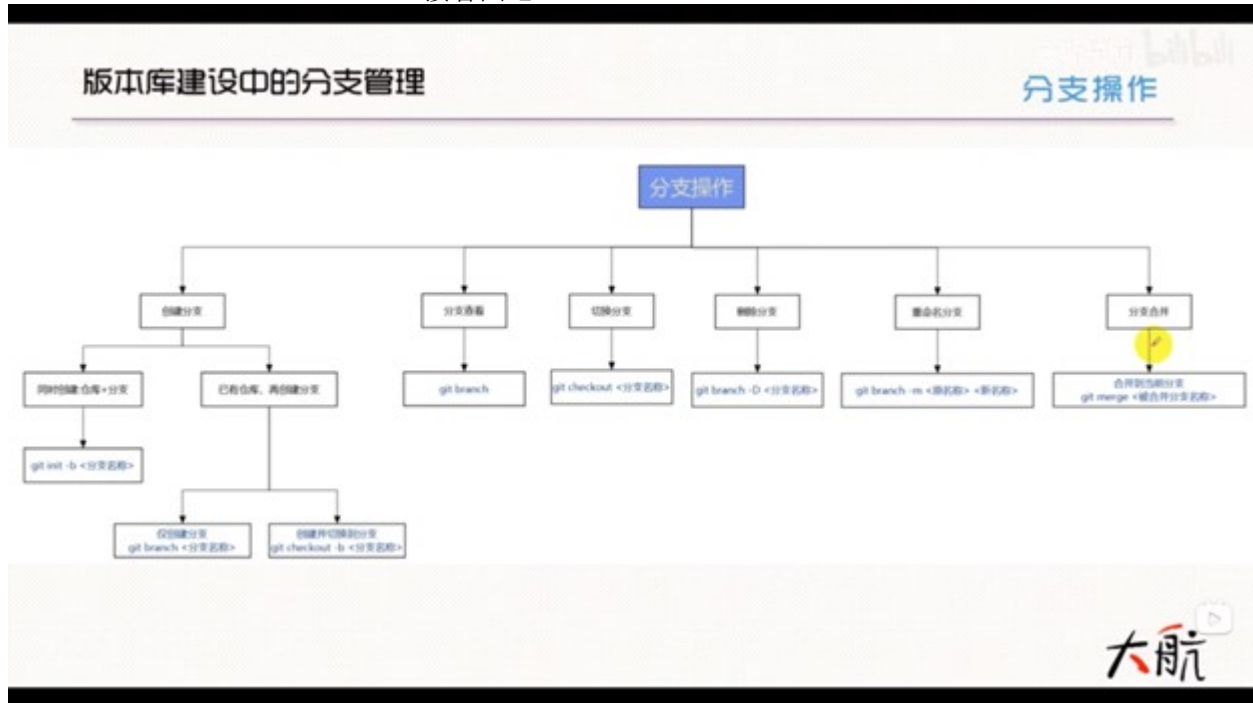 版本库建设中的分支管理
bilibili
分支操作
分支操作
创建分支
分支查看
切换分支
删除分支
重命名分支
分支合并
同时创建:仓库+分支
已有仓库，再创建分支
git branch
git checkout <分支名称>
git branch -D <分支名称>
git branch -m <原名称> <新名称>
合并到当前分支
git merge <被合并分支名称>
git init -b <分支名称>
仅创建分支
git branch <分支名称>
创建并切换到分支
git checkout -b <分支名称>
大航